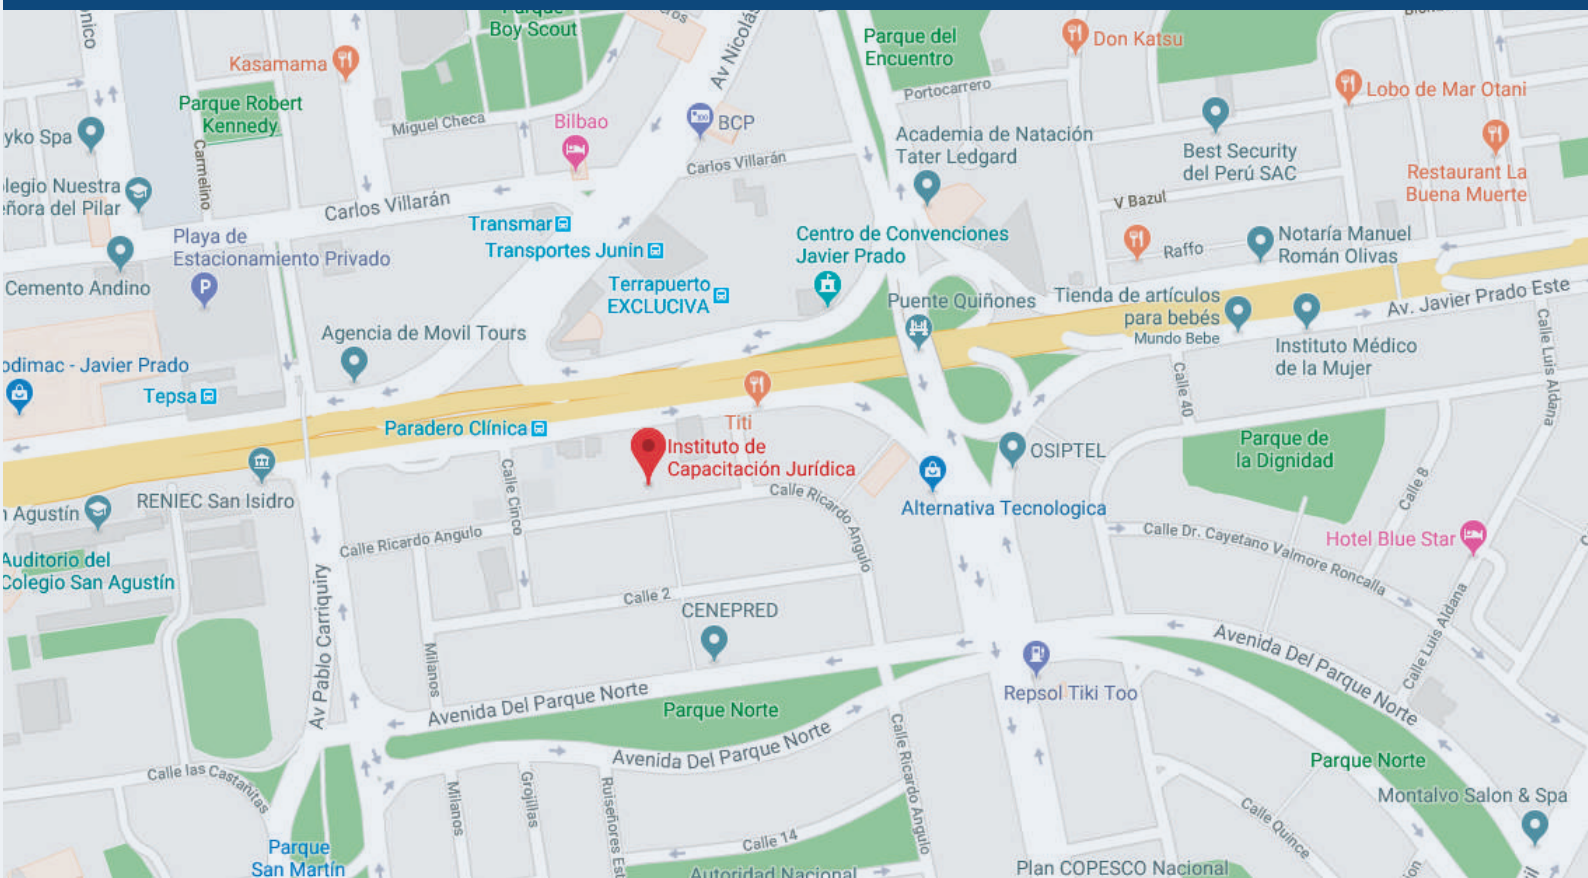 Parque
Boy Scout
Av Nicolás
Parque del
Encuentro
Don Katsu
Kasamama
Portocarrero
Lobo de Mar Otani
Parque Robert
Kennedy
Miguel Checa
Bilbao
BCP
Academia de Natación
Tater Ledgard
Best Security
del Perú SAC
yko Spa
Carmelino
Carlos Villarán
Restaurant La
Buena Muerte
legio Nuestra
eñora del Pilar
Carlos Villarán
V Bazul
Transmar
Playa de
Estacionamiento Privado
Transportes Junin
Centro de Convenciones
Javier Prado
Raffo
Notaría Manuel
Román Olivas
Cemento Andino
P
Terrapuerto
EXCLUCIVA
Puente Quiñones
Tienda de artículos
para bebés
Mundo Bebe
Av. Javier Prado Este
Agencia de Movil Tours
Instituto Médico
de la Mujer
Calle Luis Aldana
odimac - Javier Prado
Tepsa
Calle 40
Paradero Clínica
Titi
Instituto de
Capacitación Jurídica
OSIPTEL
Parque de
la Dignidad
RENIEC San Isidro
Calle Cinco
Calle Ricardo Angulo
Calle 8
n Agustín
Alternativa Tecnologica
Calle Ricardo Angulo
Calle Dr. Cayetano Valmore Roncalla
Hotel Blue Star
Auditorio del
Colegio San Agustín
Av Pablo Carriquiry
Calle 2
CENEPRED
Calle Luis Aldana
Milanos
Avenida Del Parque Norte
Avenida Del Parque Norte
Parque Norte
Repsol Tiki Too
Avenida Del Parque Norte
Calle Ricardo Angulo
Parque Norte
Calle las Castañitas
Milanos
Grojillas
Ruiseñores Est
Montalvo Salon & Spa
Calle Quince
Calle 14
Parque
San Martín
Autoridad Nacional
Plan COPESCO Nacional